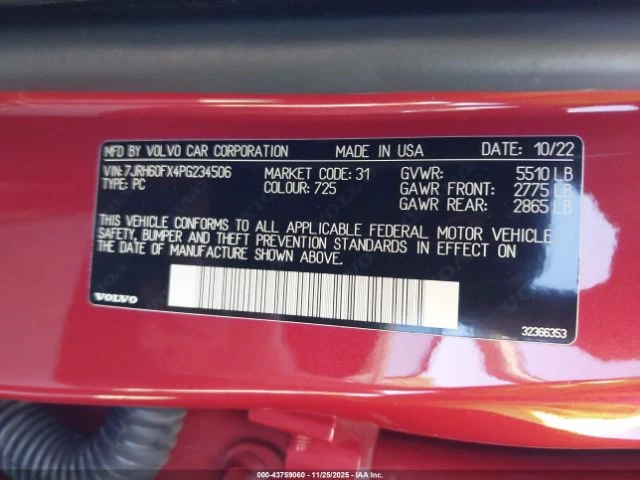 MFD BY VOLVO CAR CORPORATION MADE IN USA DATE: 10/22
VIN: 7JRH60FX4PG234506 MARKET CODE: 31 GVWR: 5510 LB
TYPE: PC COLOUR: 725 GAWR FRONT: 2775 LB
GAWR REAR: 2865 LB
THIS VEHICLE CONFORMS TO ALL APPLICABLE FEDERAL MOTOR VEHICLE
SAFETY, BUMPER AND THEFT PREVENTION STANDARDS IN EFFECT ON
THE DATE OF MANUFACTURE SHOWN ABOVE.
VOLVO
32366353
000-43759060 - 11/25/2025 - IAA Inc.